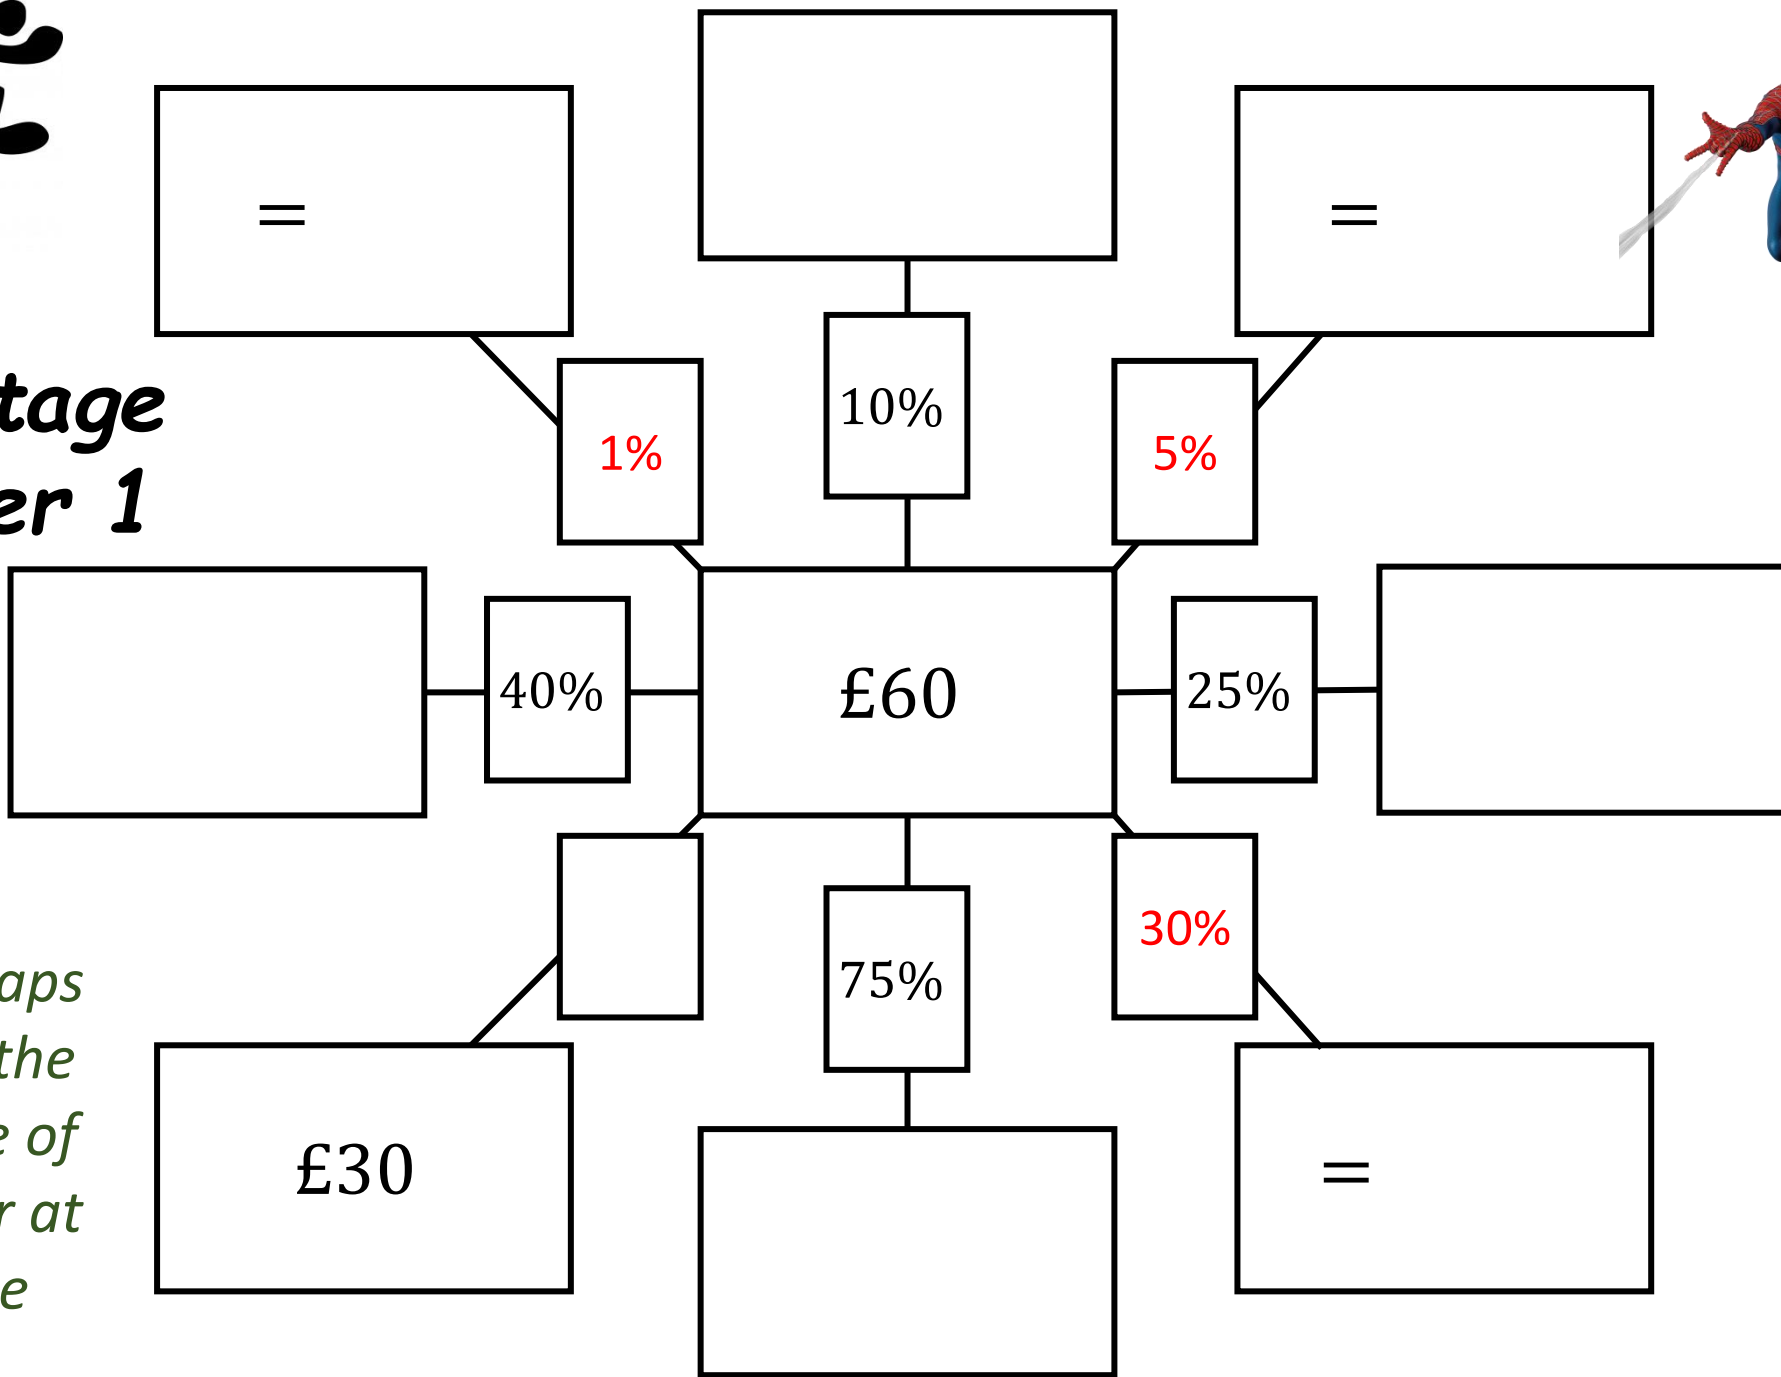 =
=
10%
1%
5%
tage
er 1
40%
£60
25%
75%
30%
aps
the
e of
£30
=
r at
e